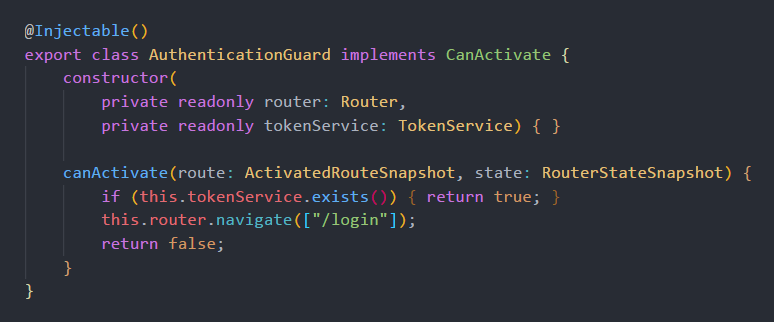 @Injectable()
export class AuthenticationGuard implements CanActivate {
    constructor(
        private readonly router: Router,
        private readonly tokenService: TokenService) { }

    canActivate(route: ActivatedRouteSnapshot, state: RouterStateSnapshot) {
        if (this.tokenService.exists()) { return true; }
        this.router.navigate(["/login"]);
        return false;
    }
}